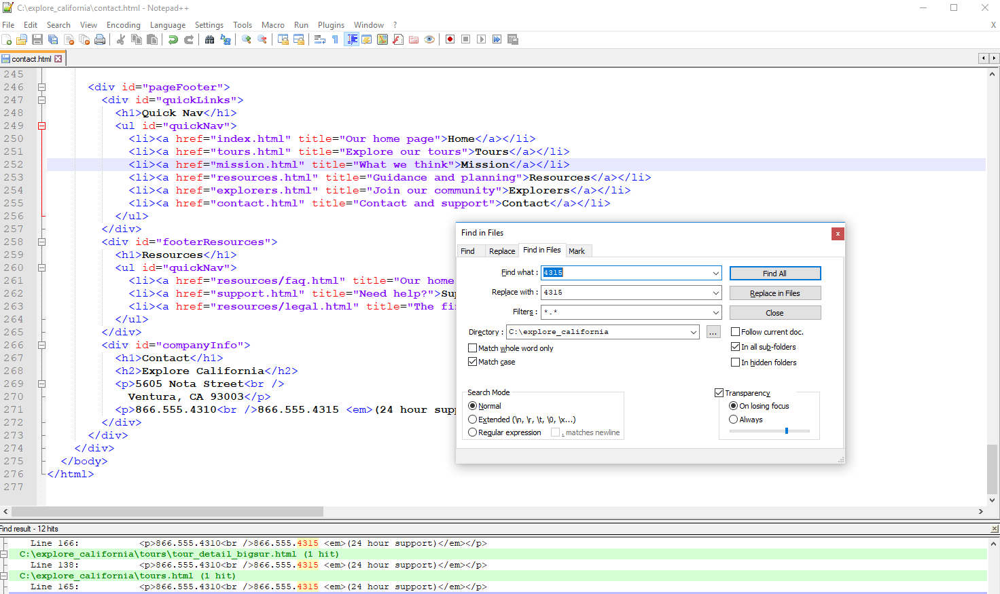 C:\explore_california\contact.html - Notepad++
File Edit Search View Encoding Language Settings Tools Macro Run Plugins Window ? X
contact.html
245
246 <div id="pageFooter">
247 <div id="quickLinks">
248 <h1>Quick Nav</h1>
249 <ul id="quickNav">
250 <li><a href="index.html" title="Our home page">Home</a></li>
251 <li><a href="tours.html" title="Explore our tours">Tours</a></li>
252 <li><a href="mission.html" title="What we think">Mission</a></li>
253 <li><a href="resources.html" title="Guidance and planning">Resources</a></li>
254 <li><a href="explorers.html" title="Join our community">Explorers</a></li>
255 <li><a href="contact.html" title="Contact and support">Contact</a></li>
256 </ul>
257 </div>
258 <div id="footerResources">
259 <h1>Resources</h1>
260 <ul id="quickNav">
261 <li><a href="resources/faq.html" title="Our home
262 <li><a href="support.html" title="Need help?">Sup
263 <li><a href="resources/legal.html" title="The fi
264 </ul>
265 </div>
266 <div id="companyInfo">
267 <h1>Contact</h1>
268 <h2>Explore California</h2>
269 <p>5605 Nota Street<br />
270 Ventura, CA 93003</p>
271 <p>866.555.4310<br />866.555.4315 <em>(24 hour supp
272 </div>
273 </div>
274 </div>
275 </body>
276 </html>
277
Find in Files
Find Replace Find in Files Mark
Find what : 4315 Find All
Replace with : 4315 Replace in Files
Filters : *.* Close
Directory : C:\explore_california ... Follow current doc.
Match whole word only In all sub-folders
Match case In hidden folders
Search Mode Transparency
Normal On losing focus
Extended (\n, \r, \t, \0, \x...) Always
Regular expression . matches newline
Find result - 12 hits
Line 166: <p>866.555.4310<br />866.555.4315 <em>(24 hour support)</em></p>
C:\explore_california\tours\tour_detail_bigsur.html (1 hit)
Line 138: <p>866.555.4310<br />866.555.4315 <em>(24 hour support)</em></p>
C:\explore_california\tours.html (1 hit)
Line 165: <p>866.555.4310<br />866.555.4315 <em>(24 hour support)</em></p>